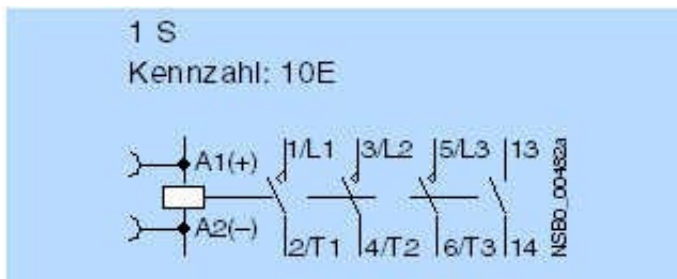 1 S
Kennzahl: 10E
A1(+) 1/L1 3/L2 5/L3 13
A2(–) 2/T1 4/T2 6/T3 14
NSB0_00452a